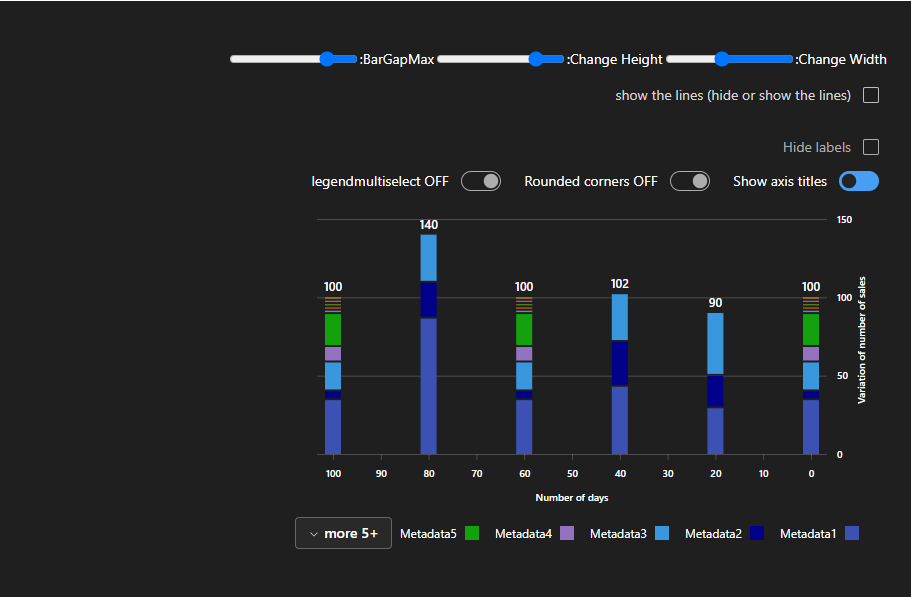 :BarGapMax :Change Height :Change Width
show the lines (hide or show the lines)
Hide labels
legendmultiselect OFF Rounded corners OFF Show axis titles
150
140
100 100 102 100 100
90
50
0
Variation of number of sales
100 90 80 70 60 50 40 30 20 10 0
Number of days
more 5+ Metadata5 Metadata4 Metadata3 Metadata2 Metadata1